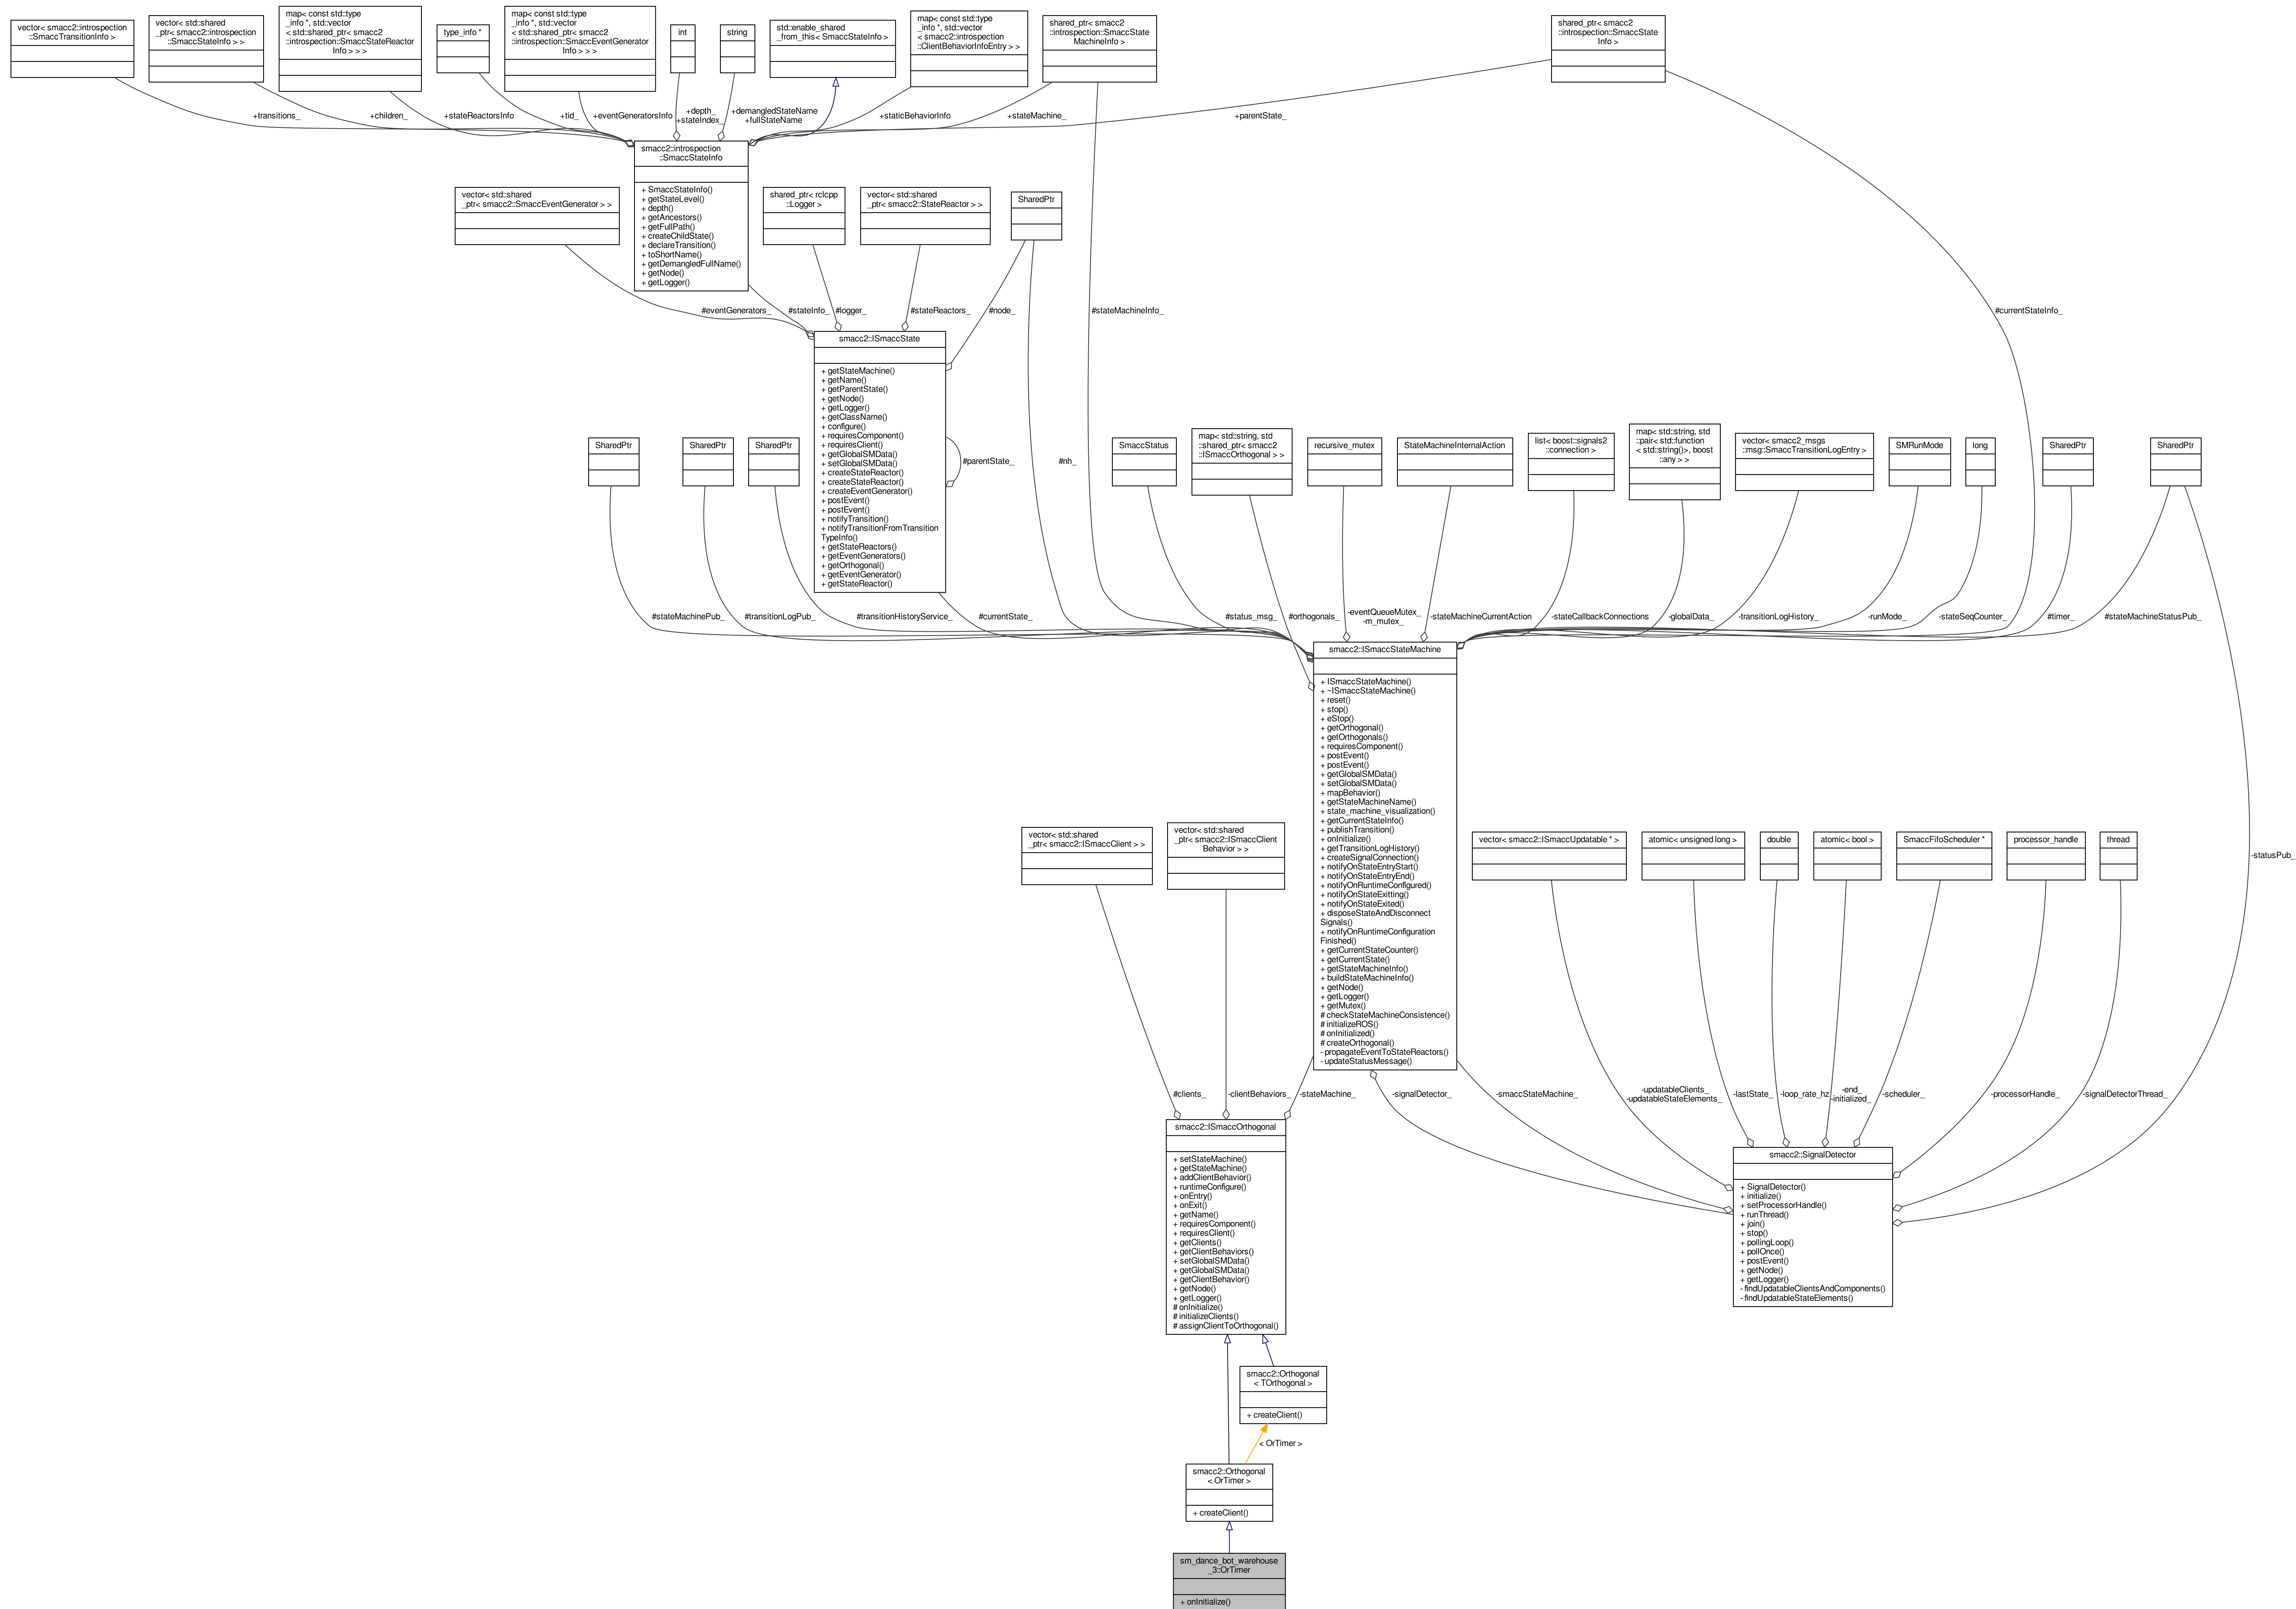 vector< smacc2::introspection
::SmaccTransitionInfo >
vector< std::shared
_ptr< smacc2::introspection
::SmaccStateInfo > >
map< const std::type
_info *, std::vector
< std::shared_ptr< smacc2
::introspection::SmaccStateReactor
Info > > >
type_info *
map< const std::type
_info *, std::vector
< std::shared_ptr< smacc2
::introspection::SmaccEventGenerator
Info > > >
int
string
std::enable_shared
_from_this< SmaccStateInfo >
map< const std::type
_info *, std::vector
< smacc2::introspection
::ClientBehaviorInfoEntry > >
shared_ptr< smacc2
::introspection::SmaccState
MachineInfo >
shared_ptr< smacc2
::introspection::SmaccState
Info >
+transitions_
+children_
+stateReactorsInfo
+tid_
+eventGeneratorsInfo
+depth_
+stateIndex_
+demangledStateName
+fullStateName
+staticBehaviorInfo
+stateMachine_
+parentState_
smacc2::introspection
::SmaccStateInfo
+ SmaccStateInfo()
+ getStateLevel()
+ depth()
+ getAncestors()
+ getFullPath()
+ createChildState()
+ declareTransition()
+ toShortName()
+ getDemangledFullName()
+ getNode()
+ getLogger()
vector< std::shared
_ptr< smacc2::SmaccEventGenerator > >
shared_ptr< rclcpp
::Logger >
vector< std::shared
_ptr< smacc2::StateReactor > >
SharedPtr
#eventGenerators_
#stateInfo_
#logger_
#stateReactors_
#node_
#stateMachineInfo_
#currentStateInfo_
smacc2::ISmaccState
+ getStateMachine()
+ getName()
+ getParentState()
+ getNode()
+ getLogger()
+ getClassName()
+ configure()
+ requiresComponent()
+ requiresClient()
+ getGlobalSMData()
+ setGlobalSMData()
+ createStateReactor()
+ createStateReactor()
+ createEventGenerator()
+ postEvent()
+ postEvent()
+ notifyTransition()
+ notifyTransitionFromTransition
TypeInfo()
+ getStateReactors()
+ getEventGenerators()
+ getOrthogonal()
+ getEventGenerator()
+ getStateReactor()
#parentState_
#nh_
SharedPtr
SharedPtr
SharedPtr
SmaccStatus
map< std::string, std
::shared_ptr< smacc2
::ISmaccOrthogonal > >
recursive_mutex
StateMachineInternalAction
list< boost::signals2
::connection >
map< std::string, std
::pair< std::function
< std::string()>, boost
::any > >
vector< smacc2_msgs
::msg::SmaccTransitionLogEntry >
SMRunMode
long
SharedPtr
SharedPtr
#stateMachinePub_
#transitionLogPub_
#transitionHistoryService_
#currentState_
#status_msg_
#orthogonals_
-eventQueueMutex_
-m_mutex_
-stateMachineCurrentAction
-stateCallbackConnections
-globalData_
-transitionLogHistory_
-runMode_
-stateSeqCounter_
#timer_
#stateMachineStatusPub_
smacc2::ISmaccStateMachine
+ ISmaccStateMachine()
+ ~ISmaccStateMachine()
+ reset()
+ stop()
+ eStop()
+ getOrthogonal()
+ getOrthogonals()
+ requiresComponent()
+ postEvent()
+ postEvent()
+ getGlobalSMData()
+ setGlobalSMData()
+ mapBehavior()
+ getStateMachineName()
+ state_machine_visualization()
+ getCurrentStateInfo()
+ publishTransition()
+ onInitialize()
+ getTransitionLogHistory()
+ createSignalConnection()
+ notifyOnStateEntryStart()
+ notifyOnStateEntryEnd()
+ notifyOnRuntimeConfigured()
+ notifyOnStateExitting()
+ notifyOnStateExited()
+ disposeStateAndDisconnect
Signals()
+ notifyOnRuntimeConfiguration
Finished()
+ getCurrentStateCounter()
+ getCurrentState()
+ getStateMachineInfo()
+ buildStateMachineInfo()
+ getNode()
+ getLogger()
+ getMutex()
# checkStateMachineConsistence()
# initializeROS()
# onInitialized()
# createOrthogonal()
- propagateEventToStateReactors()
- updateStatusMessage()
-statusPub_
vector< std::shared
_ptr< smacc2::ISmaccClient > >
vector< std::shared
_ptr< smacc2::ISmaccClient
Behavior > >
vector< smacc2::ISmaccUpdatable * >
atomic< unsigned long >
double
atomic< bool >
SmaccFifoScheduler *
processor_handle
thread
#clients_
-clientBehaviors_
-stateMachine_
-signalDetector_
-smaccStateMachine_
-updatableClients_
-updatableStateElements_
-lastState_
-loop_rate_hz
-end_
-initialized_
-scheduler_
-processorHandle_
-signalDetectorThread_
smacc2::ISmaccOrthogonal
+ setStateMachine()
+ getStateMachine()
+ addClientBehavior()
+ runtimeConfigure()
+ onEntry()
+ onExit()
+ getName()
+ requiresComponent()
+ requiresClient()
+ getClients()
+ getClientBehaviors()
+ setGlobalSMData()
+ getGlobalSMData()
+ getClientBehavior()
+ getNode()
+ getLogger()
# onInitialize()
# initializeClients()
# assignClientToOrthogonal()
smacc2::SignalDetector
+ SignalDetector()
+ initialize()
+ setProcessorHandle()
+ runThread()
+ join()
+ stop()
+ pollingLoop()
+ pollOnce()
+ postEvent()
+ getNode()
+ getLogger()
- findUpdatableClientsAndComponents()
- findUpdatableStateElements()
smacc2::Orthogonal
< TOrthogonal >
+ createClient()
< OrTimer >
smacc2::Orthogonal
< OrTimer >
+ createClient()
sm_dance_bot_warehouse
_3::OrTimer
+ onInitialize()